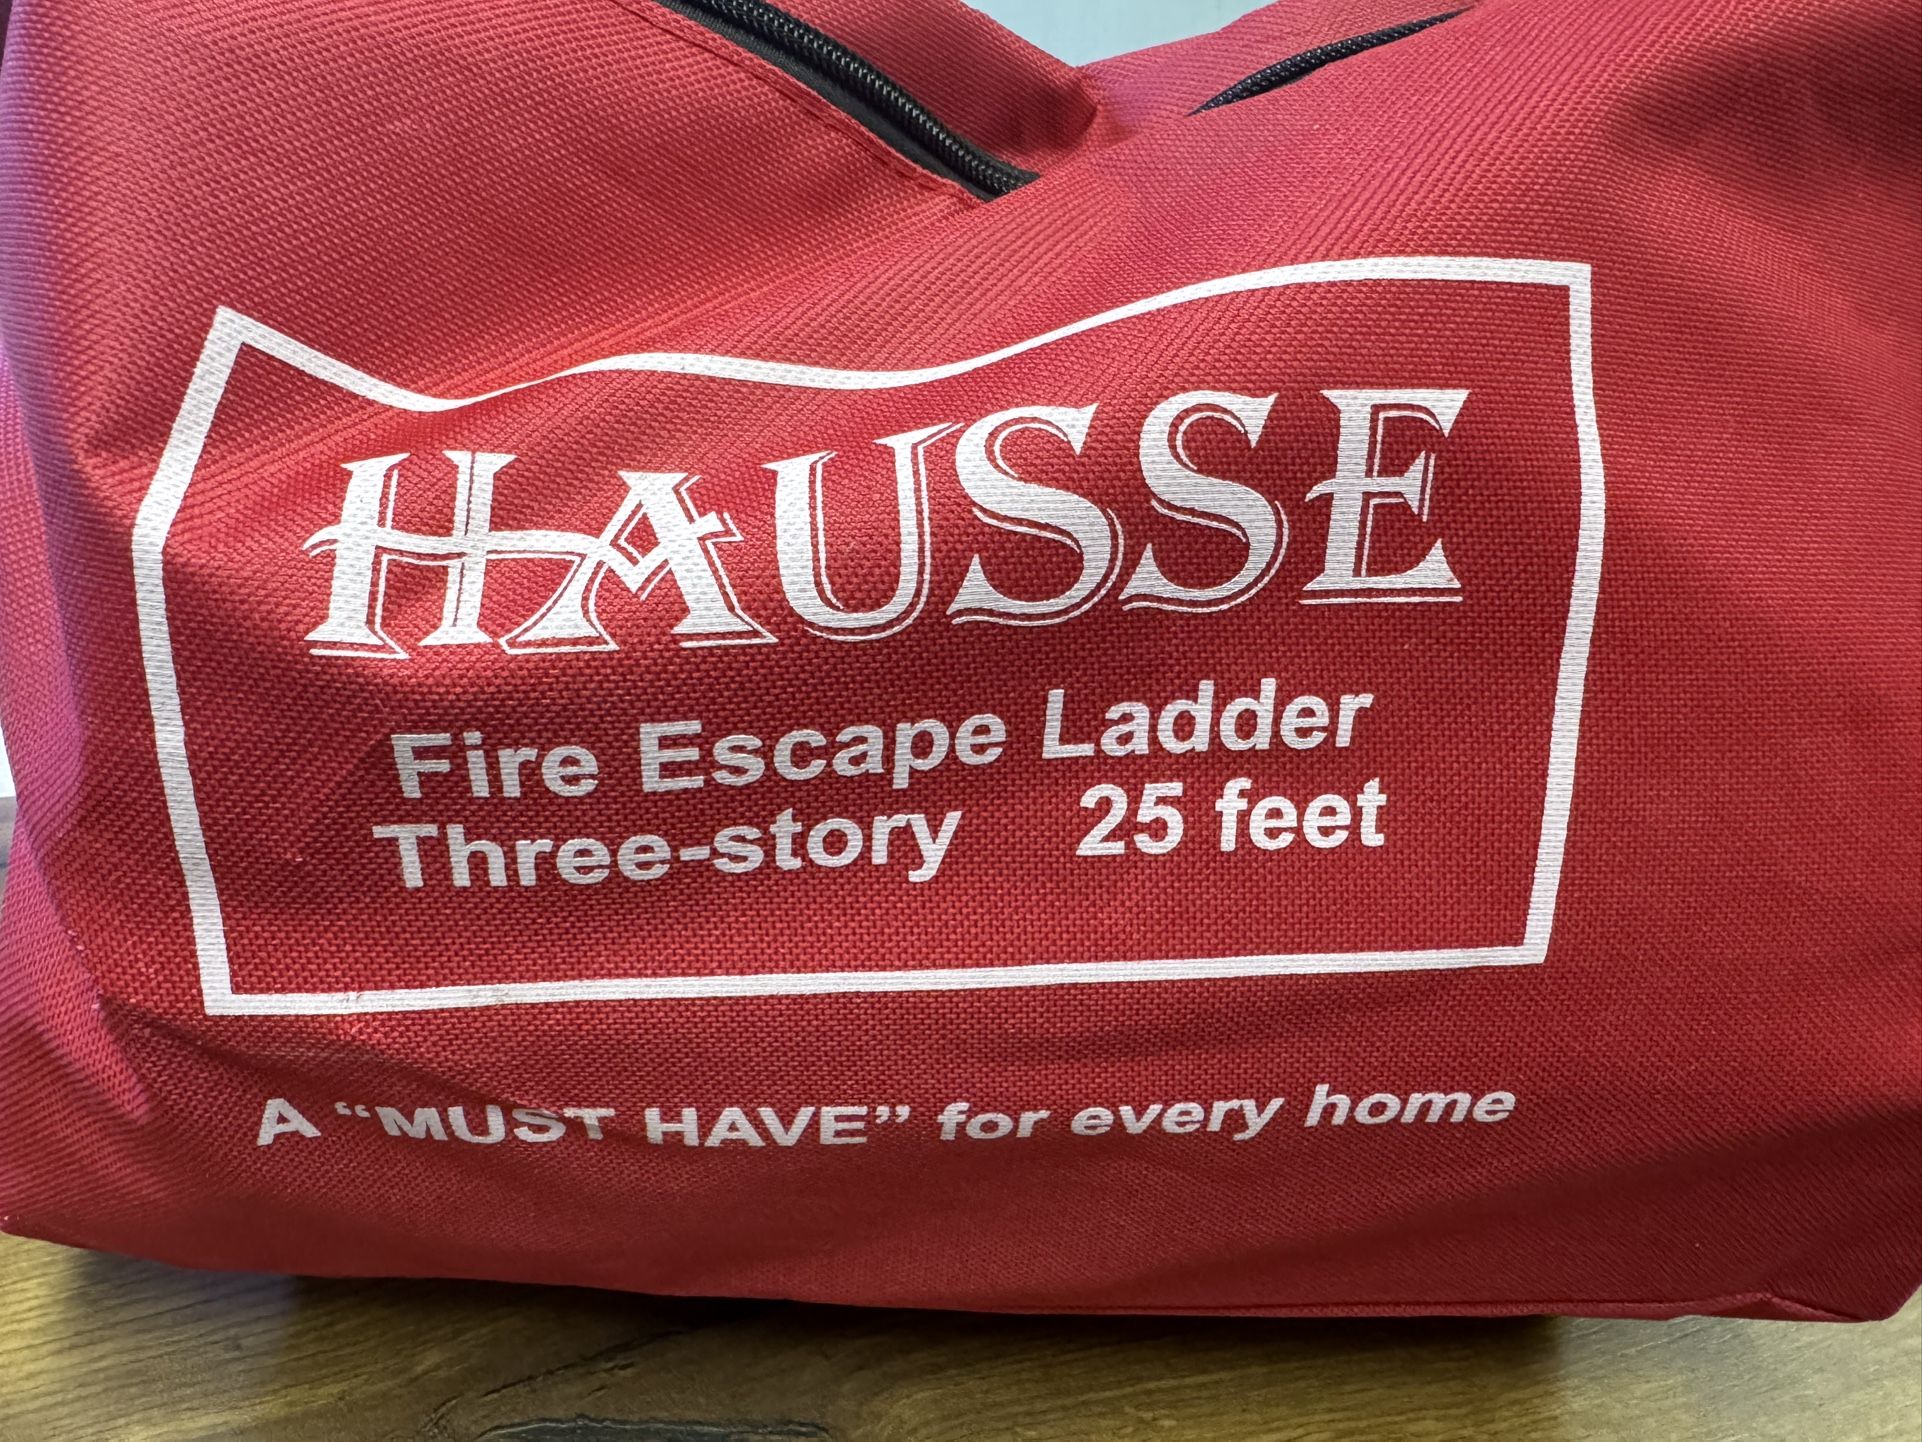 HAUSSE
Fire Escape Ladder
Three-story 25 feet
A “MUST HAVE” for every home